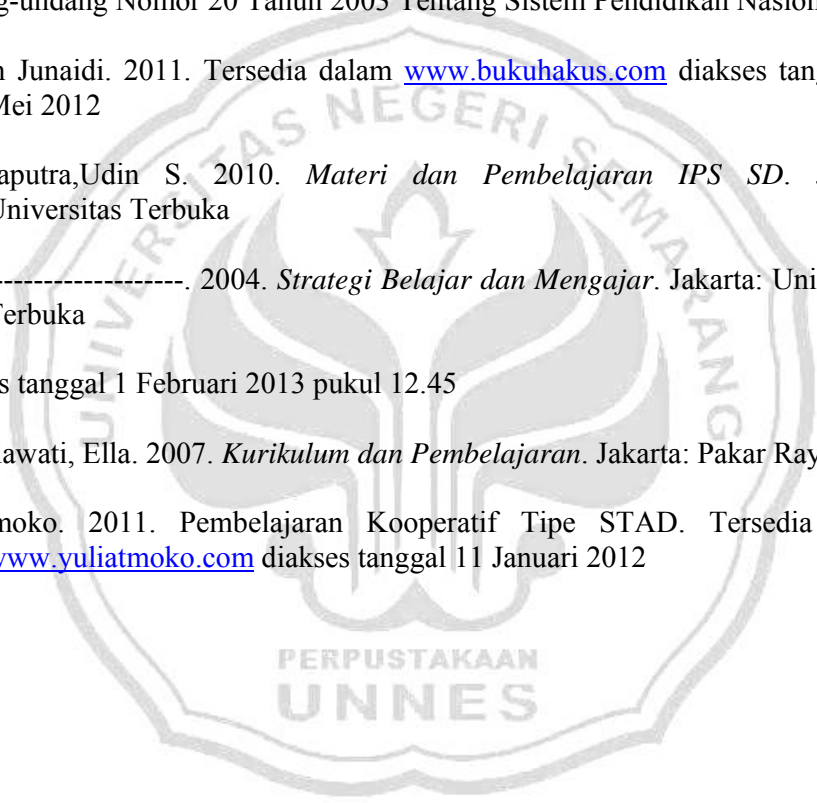 g-undang Nomor 20 Tahun 2003 Tentang Sistem Pendidikan Nasion
n Junaidi. 2011. Tersedia dalam www.bukuhakus.com diakses tang
Mei 2012
aputra,Udin S. 2010. Materi dan Pembelajaran IPS SD.
Universitas Terbuka
-------------------. 2004. Strategi Belajar dan Mengajar. Jakarta: Uni
Terbuka
s tanggal 1 Februari 2013 pukul 12.45
awati, Ella. 2007. Kurikulum dan Pembelajaran. Jakarta: Pakar Ray
moko. 2011. Pembelajaran Kooperatif Tipe STAD. Tersedia
www.yuliatmoko.com diakses tanggal 11 Januari 2012
UNIVERSITAS NEGERI SEMARANG
PERPUSTAKAAN
UNNES